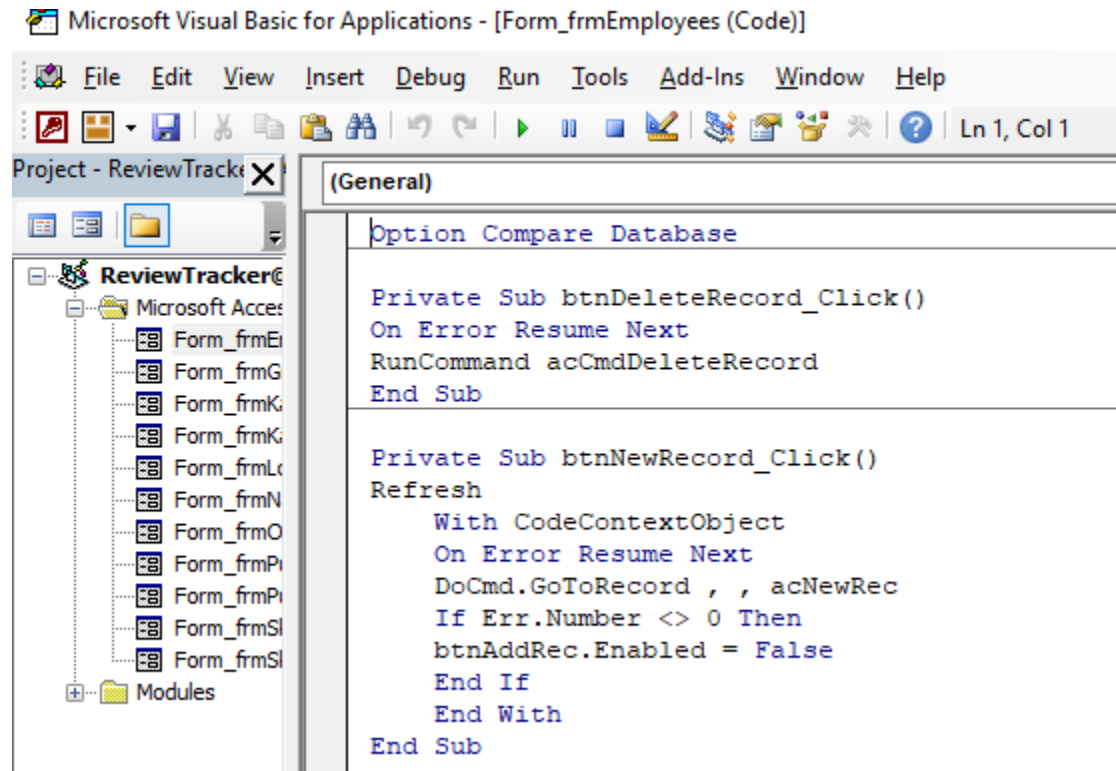 Microsoft Visual Basic for Applications - [Form_frmEmployees (Code)]
File Edit View Insert Debug Run Tools Add-Ins Window Help
Ln 1, Col 1
Project - ReviewTracke
(General)
ReviewTracker@
Microsoft Acces
Form_frmE
Form_frmG
Form_frmK
Form_frmK
Form_frmL
Form_frmN
Form_frmO
Form_frmP
Form_frmP
Form_frmS
Form_frmS
Modules
Option Compare Database
Private Sub btnDeleteRecord_Click()
On Error Resume Next
RunCommand acCmdDeleteRecord
End Sub
Private Sub btnNewRecord_Click()
Refresh
With CodeContextObject
On Error Resume Next
DoCmd.GoToRecord , , acNewRec
If Err.Number <> 0 Then
btnAddRec.Enabled = False
End If
End With
End Sub